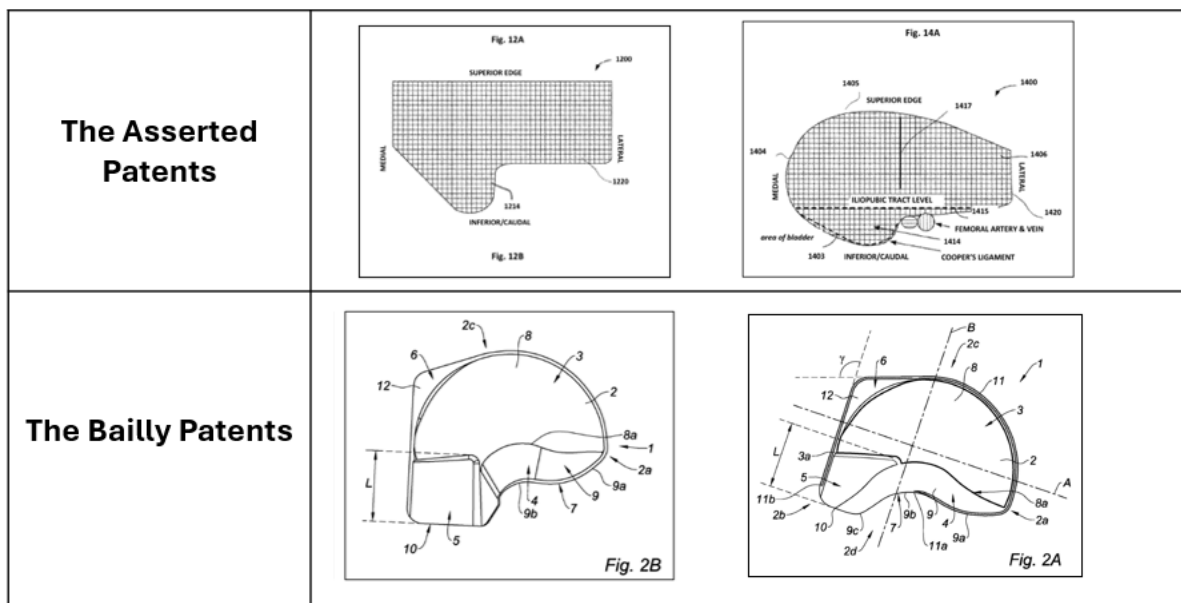 The Asserted
Patents
Fig. 12A
1200
SUPERIOR EDGE
MEDIAL
LATERAL
1220
1214
INFERIOR/CAUDAL
Fig. 12B
Fig. 14A
1400
1405
SUPERIOR EDGE
1417
1404
1406
MEDIAL
LATERAL
ILIOPUBIC TRACT LEVEL
1415
1420
FEMORAL ARTERY & VEIN
area of bladder
1414
1403
INFERIOR/CAUDAL
COOPER'S LIGAMENT
The Bailly Patents
2c
8
6
3
12
2
8a
1
L
2a
4
9
9a
5
9b
7
10
Fig. 2B
B
γ
2c
6
8
1
11
12
3
L
3a
2
5
A
11b
8a
9
4
2b
2a
10
9b
7
9c
11a
9a
2d
Fig. 2A